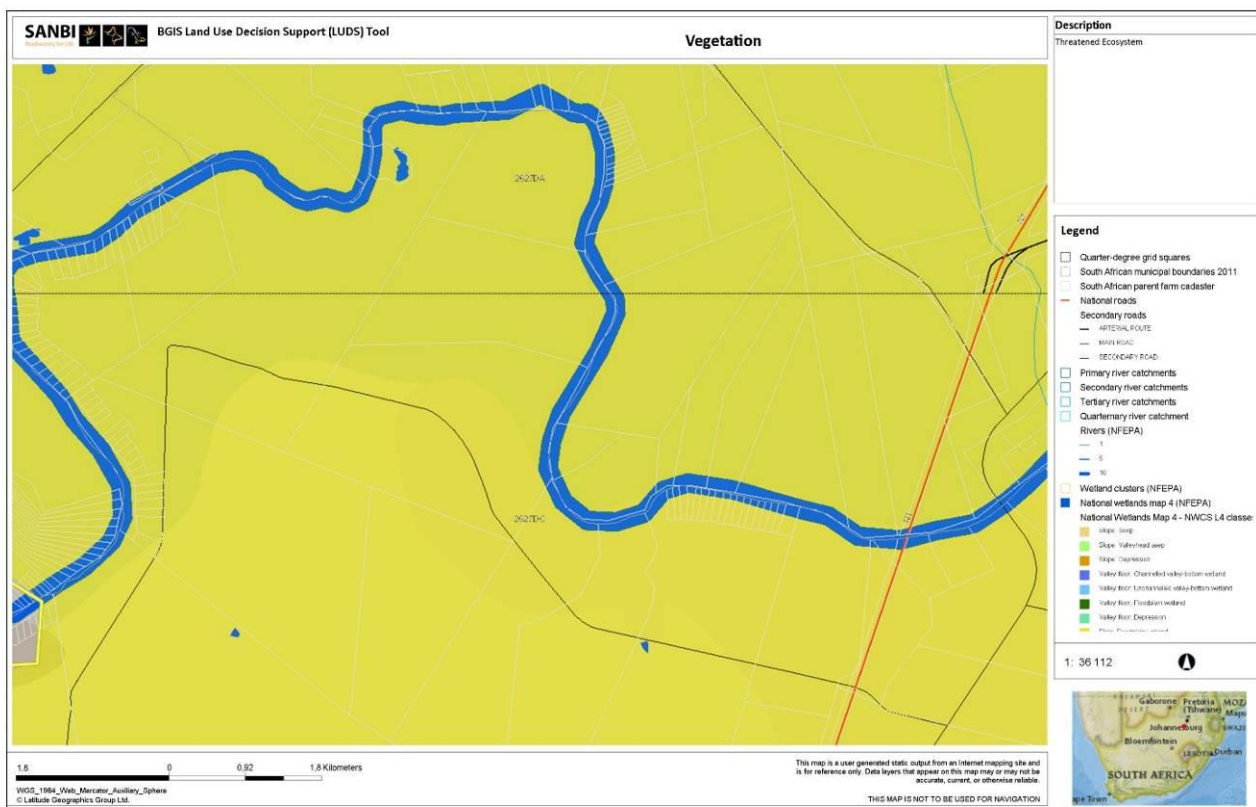 SANBI
Biodiversity for Life
BGIS Land Use Decision Support (LUDS) Tool
Vegetation
Description
Threatened Ecosystem
2627DA
N1
2627DC
N1
Legend
Quarter-degree grid squares
South African municipal boundaries 2011
South African parent farm cadaster
National roads
Secondary roads
ARTERIAL ROUTE
MAIN ROAD
SECONDARY ROAD
Primary river catchments
Secondary river catchments
Tertiary river catchments
Quarternary river catchment
Rivers (NFEPA)
1
5
10
Wetland clusters (NFEPA)
National wetlands map 4 (NFEPA)
National Wetlands Map 4 - NWCS L4 classe
Slope: Seep
Slope: Valleyhead seep
Slope: Depression
Valley floor: Channelled valley-bottom wetland
Valley floor: Unchannelled valley-bottom wetland
Valley floor: Floodplain wetland
Valley floor: Depression
1: 36 112
Gaborone
Pretoria
(Tshwane)
MOZ
Map
Johannesburg
SWAZI
Bloemfontein
LESOTHO
Durban
SOUTH AFRICA
ape Town
1,8 0 0,92 1,8 Kilometers
WGS_1984_Web_Mercator_Auxiliary_Sphere
© Latitude Geographics Group Ltd.
This map is a user generated static output from an Internet mapping site and
is for reference only. Data layers that appear on this map may or may not be
accurate, current, or otherwise reliable.
THIS MAP IS NOT TO BE USED FOR NAVIGATION